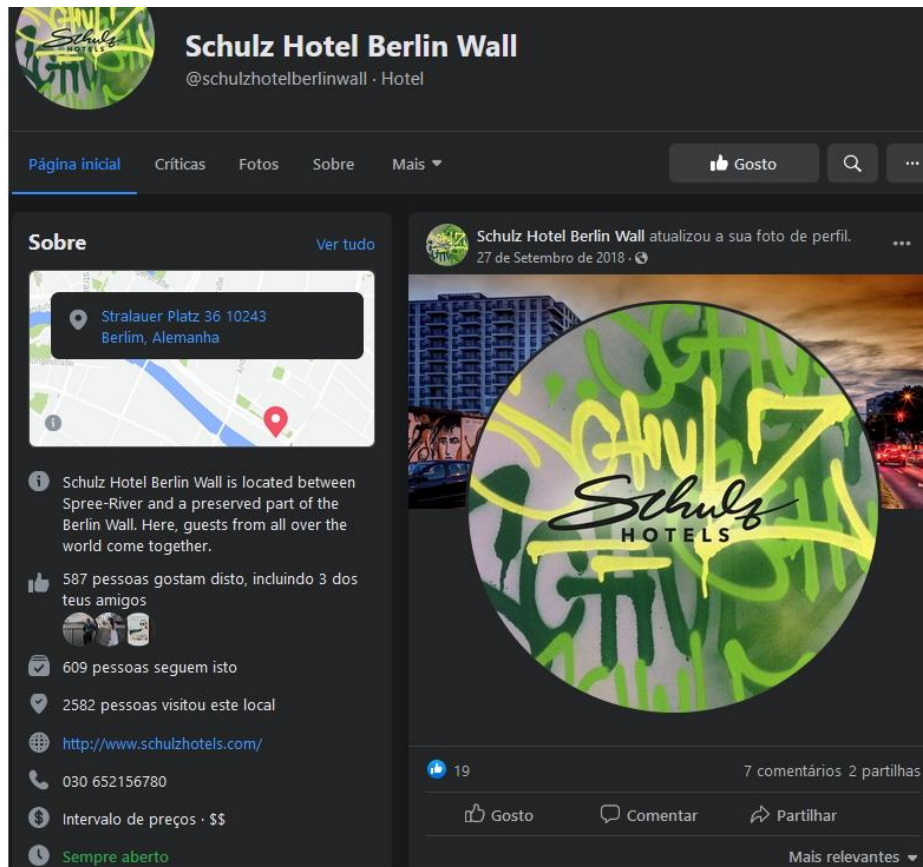 Schulz
HOTELS
Schulz Hotel Berlin Wall
@schulzhotelberlinwall · Hotel
Página inicial
Críticas
Fotos
Sobre
Mais
Gosto
Sobre
Ver tudo
Stralauer Platz 36 10243
Berlim, Alemanha
Schulz Hotel Berlin Wall is located between
Spree-River and a preserved part of the
Berlin Wall. Here, guests from all over the
world come together.
587 pessoas gostam disto, incluindo 3 dos
teus amigos
609 pessoas seguem isto
2582 pessoas visitou este local
http://www.schulzhotels.com/
030 652156780
Intervalo de preços · $$
Sempre aberto
Schulz Hotel Berlin Wall atualizou a sua foto de perfil.
27 de Setembro de 2018 ·
SCHULZ
Schulz
HOTELS
19
7 comentários 2 partilhas
Gosto
Comentar
Partilhar
Mais relevantes